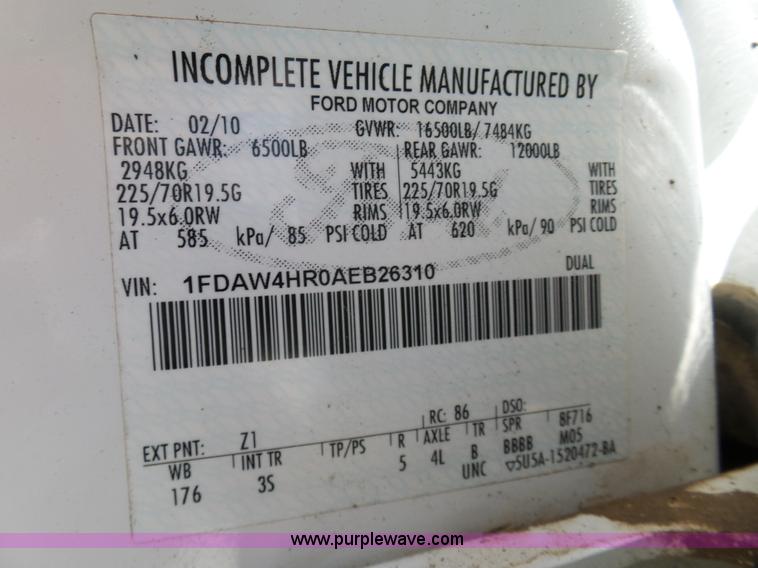 INCOMPLETE VEHICLE MANUFACTURED BY
FORD MOTOR COMPANY
DATE: 02/10 GVWR: 16500LB/ 7484KG
FRONT GAWR: 6500LB REAR GAWR: 12000LB
2948KG WITH 5443KG WITH
225/70R19.5G TIRES 225/70R19.5G TIRES
19.5x6.0RW RIMS 19.5x6.0RW RIMS
AT 585 kPa/ 85 PSI COLD AT 620 kPa/ 90 PSI COLD
VIN: 1FDAW4HR0AEB26310 DUAL
EXT PNT: Z1 RC: 86 DSO:
WB INT TR TP/PS R AXLE TR SPR 8F716
176 3S 5 4L B BBBB M05
UNC 5U5A-1520472-BA
www.purplewave.com